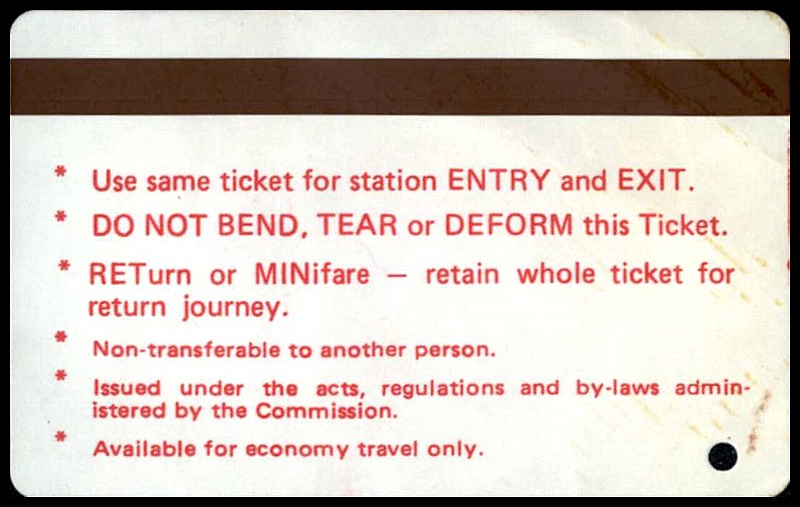 * Use same ticket for station ENTRY and EXIT.
* DO NOT BEND, TEAR or DEFORM this Ticket.
* RETurn or MINifare — retain whole ticket for
return journey.
* Non-transferable to another person.
* Issued under the acts, regulations and by-laws admin-
istered by the Commission.
* Available for economy travel only.